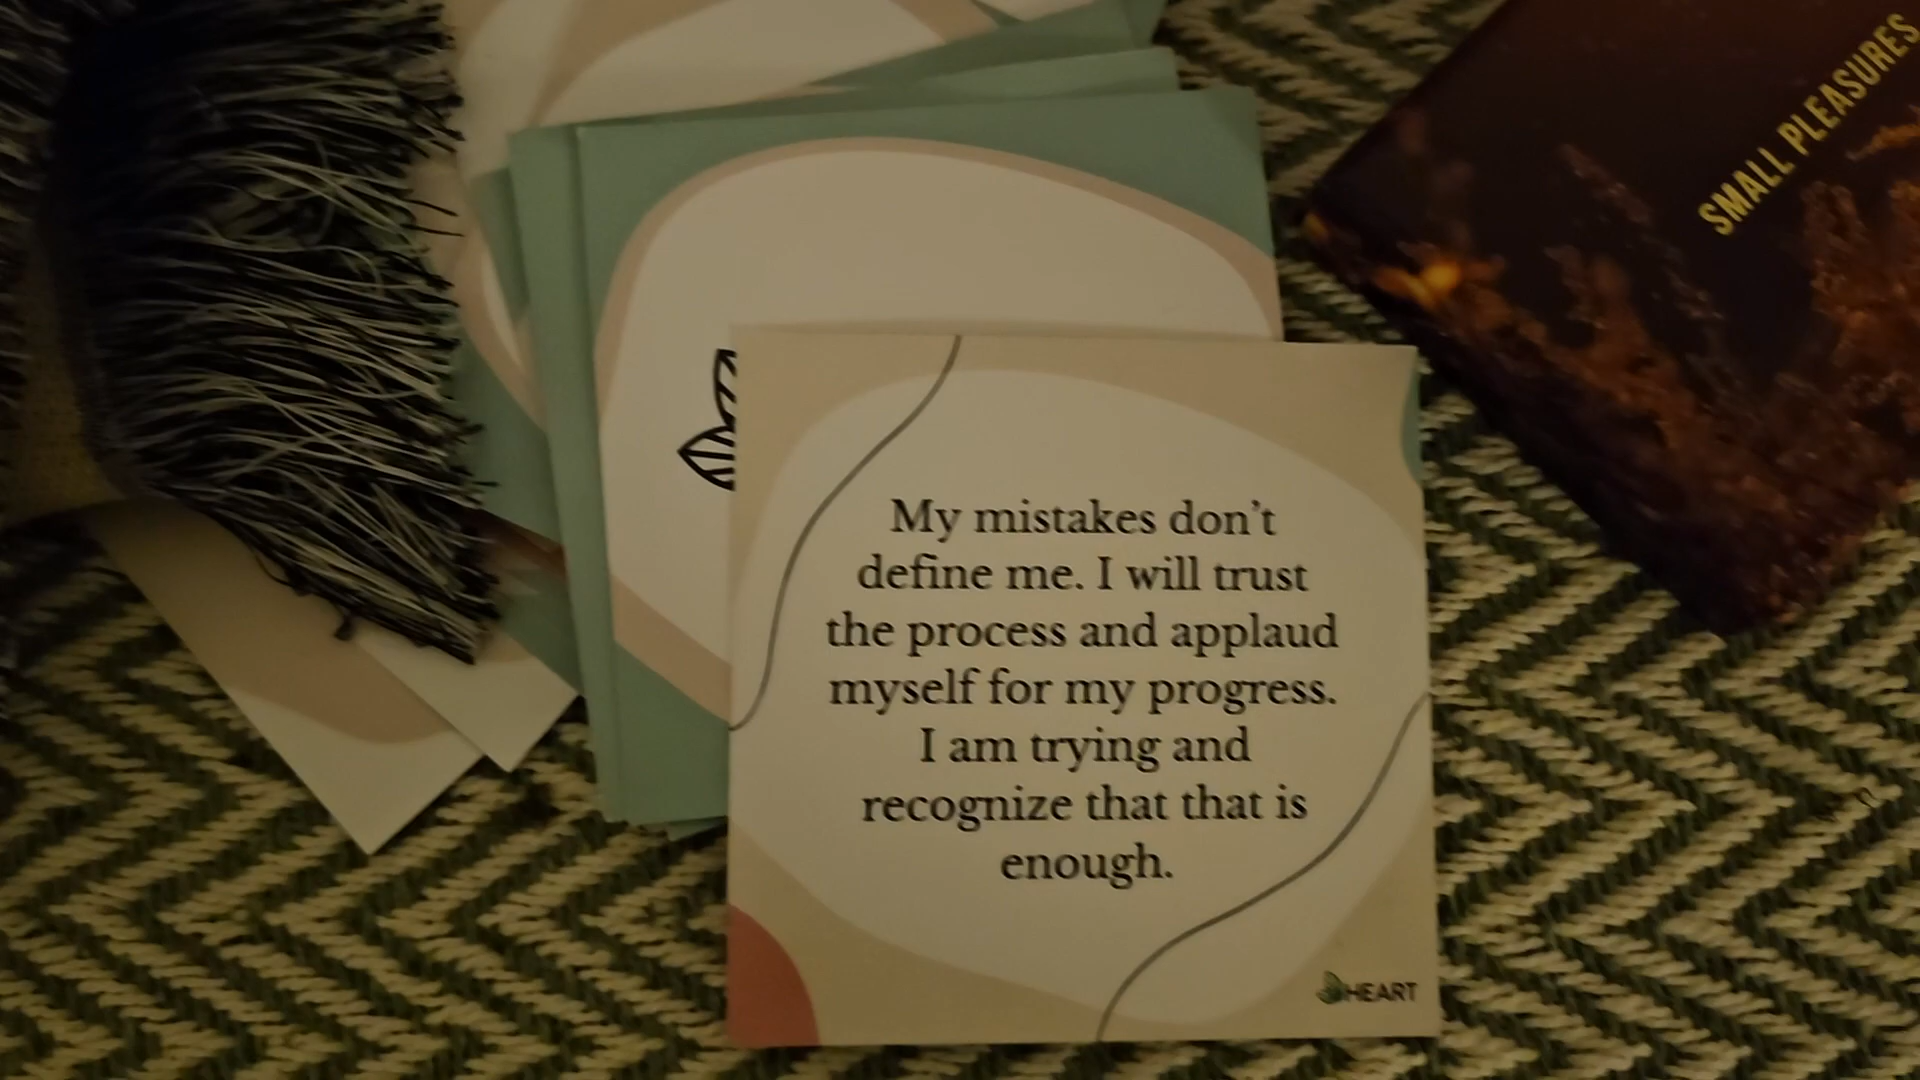 SMALL PLEASURES
My mistakes don't
define me. I will trust
the process and applaud
myself for my progress.
I am trying and
recognize that that is
enough.
HEART